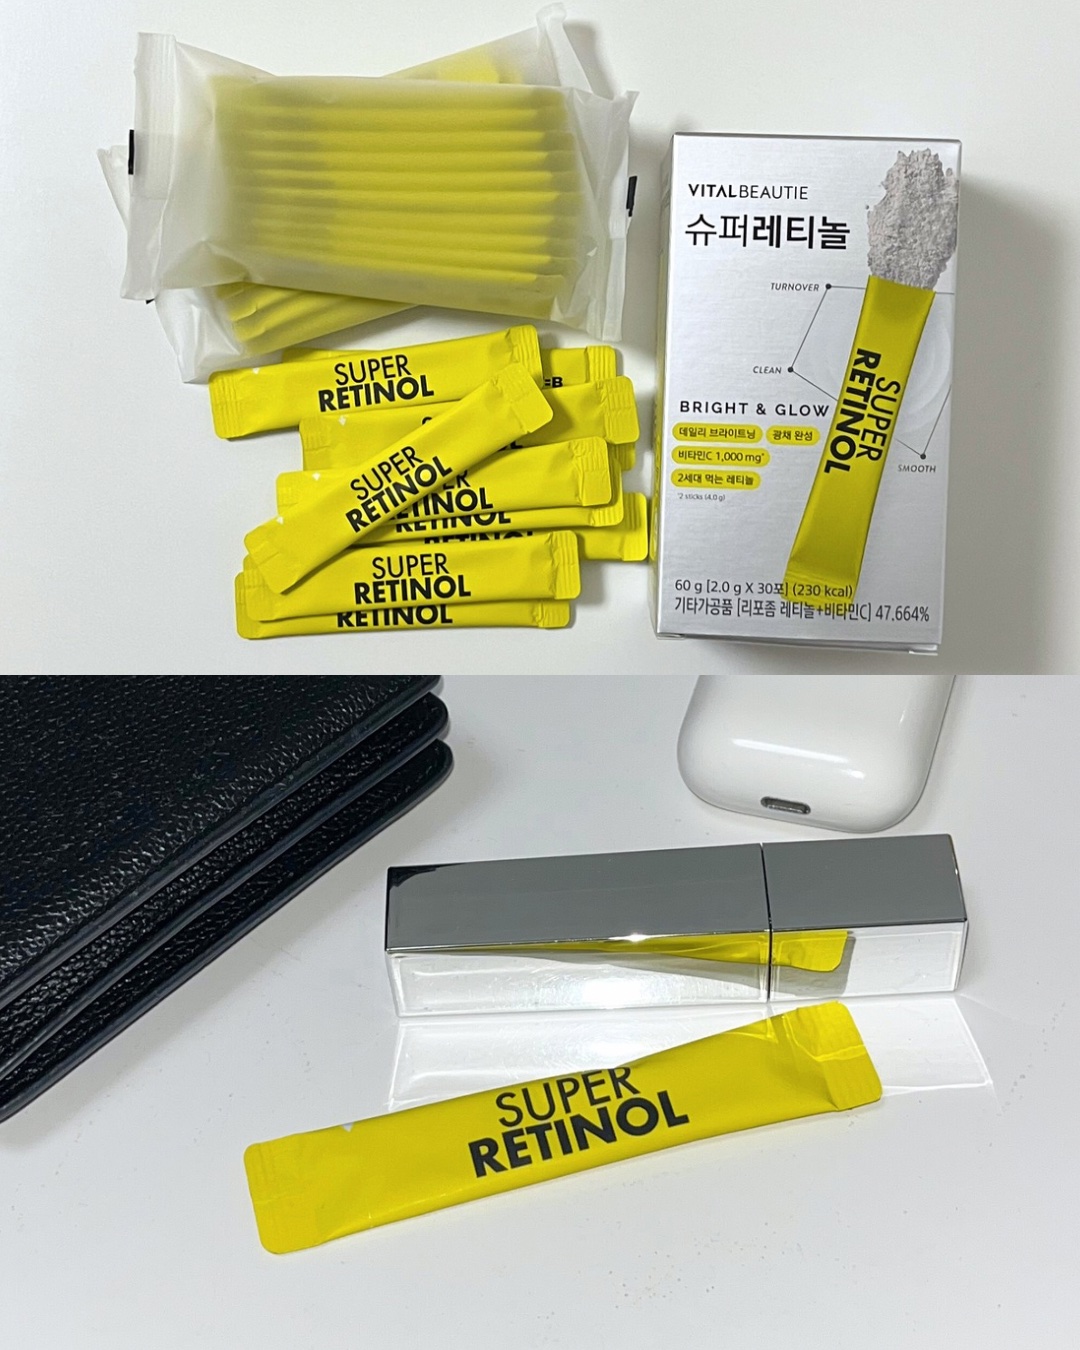 VITALBEAUTIE
슈퍼레티놀
TURNOVER
CLEAN
BRIGHT & GLOW
데일리 브라이트닝 광채 완성
비타민C 1,000 mg*
2세대 먹는 레티놀
*2 sticks (4.0 g)
SMOOTH
SUPER
RETINOL
60 g [2.0 g X 30포] (230 kcal)
기타가공품 [리포좀 레티놀+비타민C] 47.664%
SUPER
RETINOL
SUPER
RETINOL
RETINOL
RETINOL
SUPER
RETINOL
RETINOL
SUPER
RETINOL